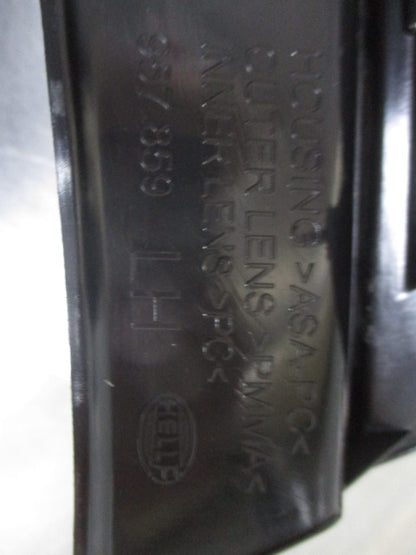 HOUSING >ASA.PC<
OUTER LENS >PMMA<
INNER LENS >PC<
957.859 LH
HELLA